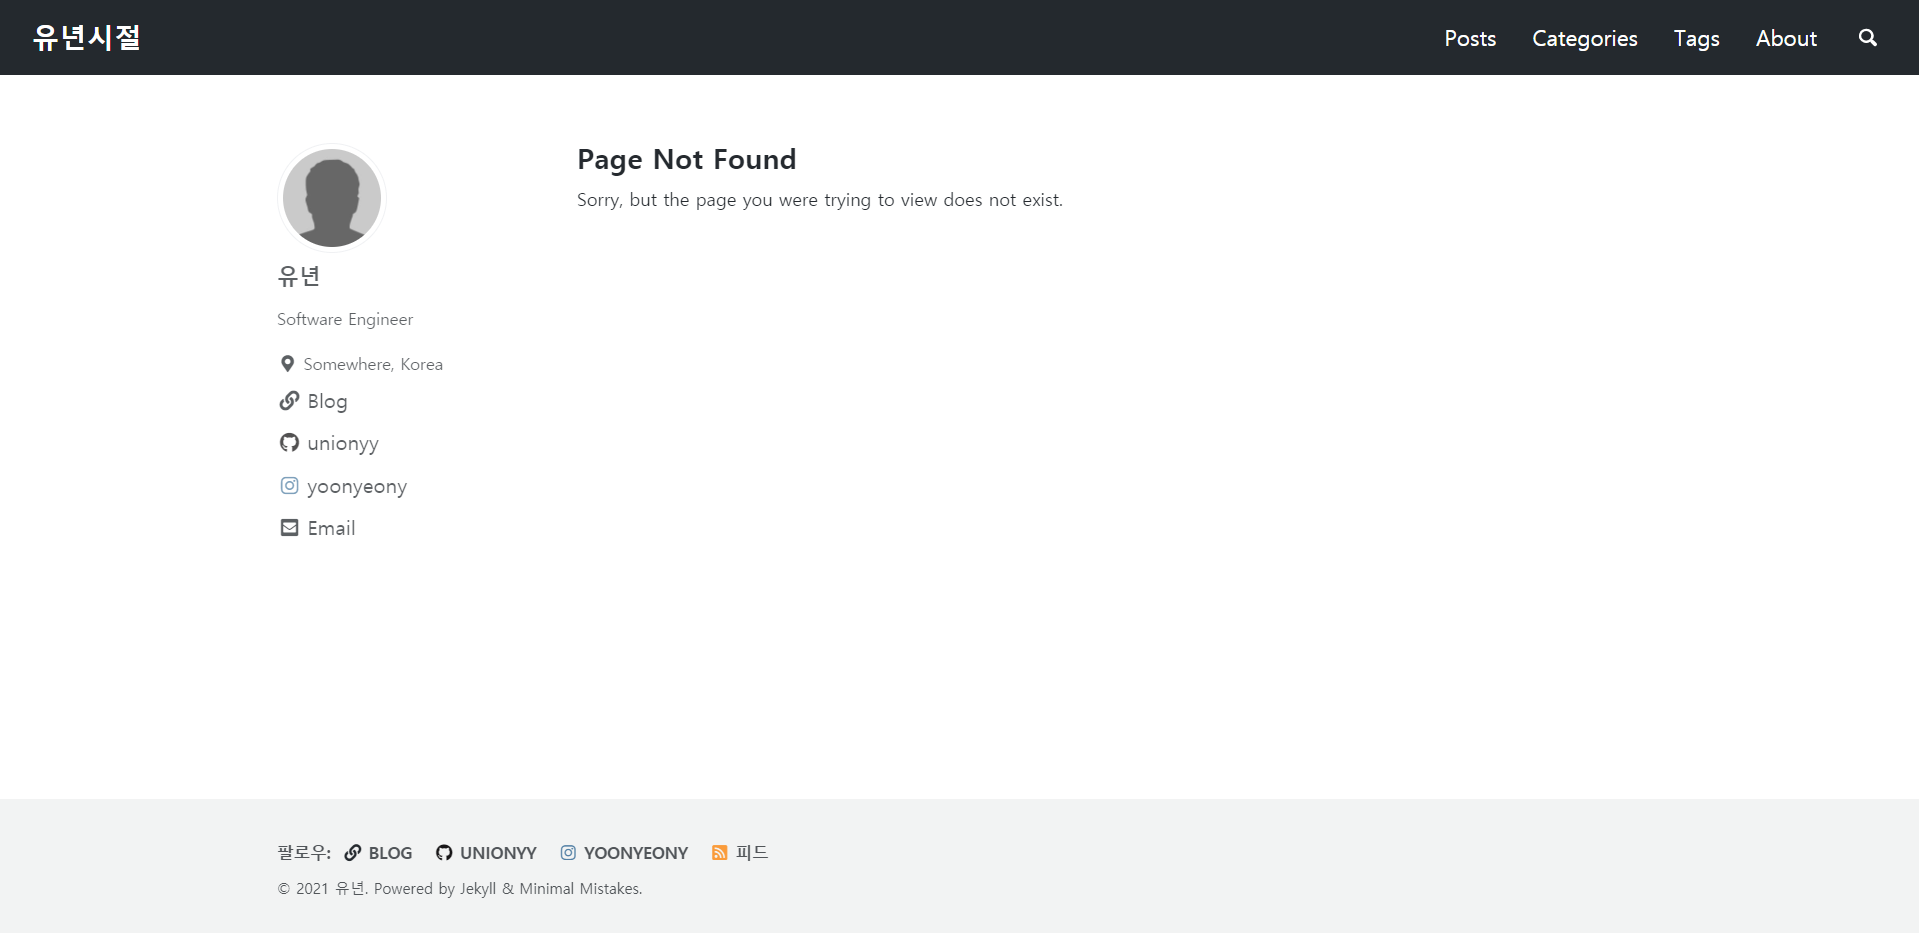 유년시절
Posts Categories Tags About
Page Not Found
Sorry, but the page you were trying to view does not exist.
유년
Software Engineer
Somewhere, Korea
Blog
unionyy
yoonyeony
Email
팔로우: BLOG UNIONYY YOONYEONY 피드
© 2021 유년. Powered by Jekyll & Minimal Mistakes.